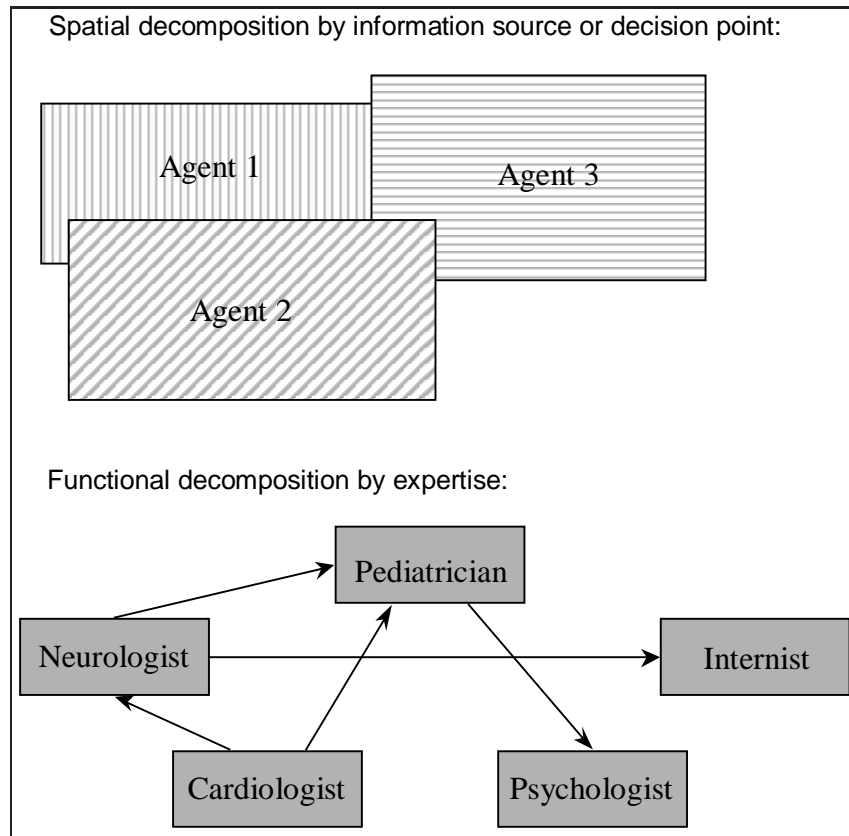 Spatial decomposition by information source or decision point:
Agent 1
Agent 3
Agent 2
Functional decomposition by expertise:
Pediatrician
Neurologist
Internist
Cardiologist
Psychologist